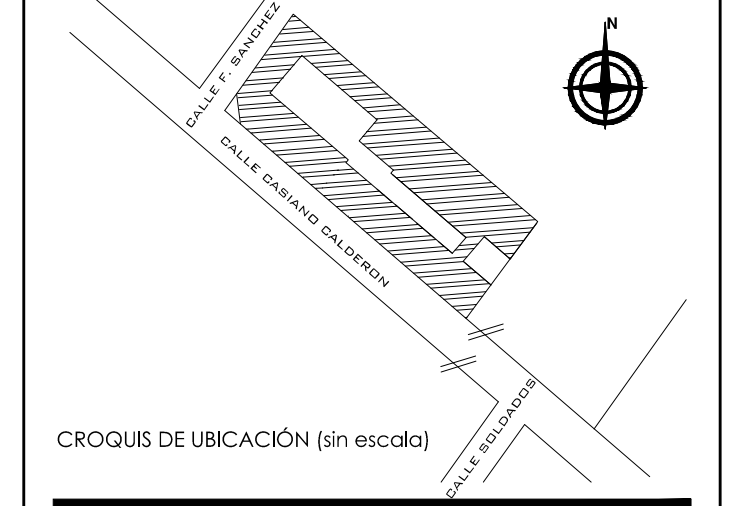 CALLE F. SANCHEZ
N
CALLE CASIANO CALDERON
CROQUIS DE UBICACIÓN (sin escala)
CALLE SOLDADOS